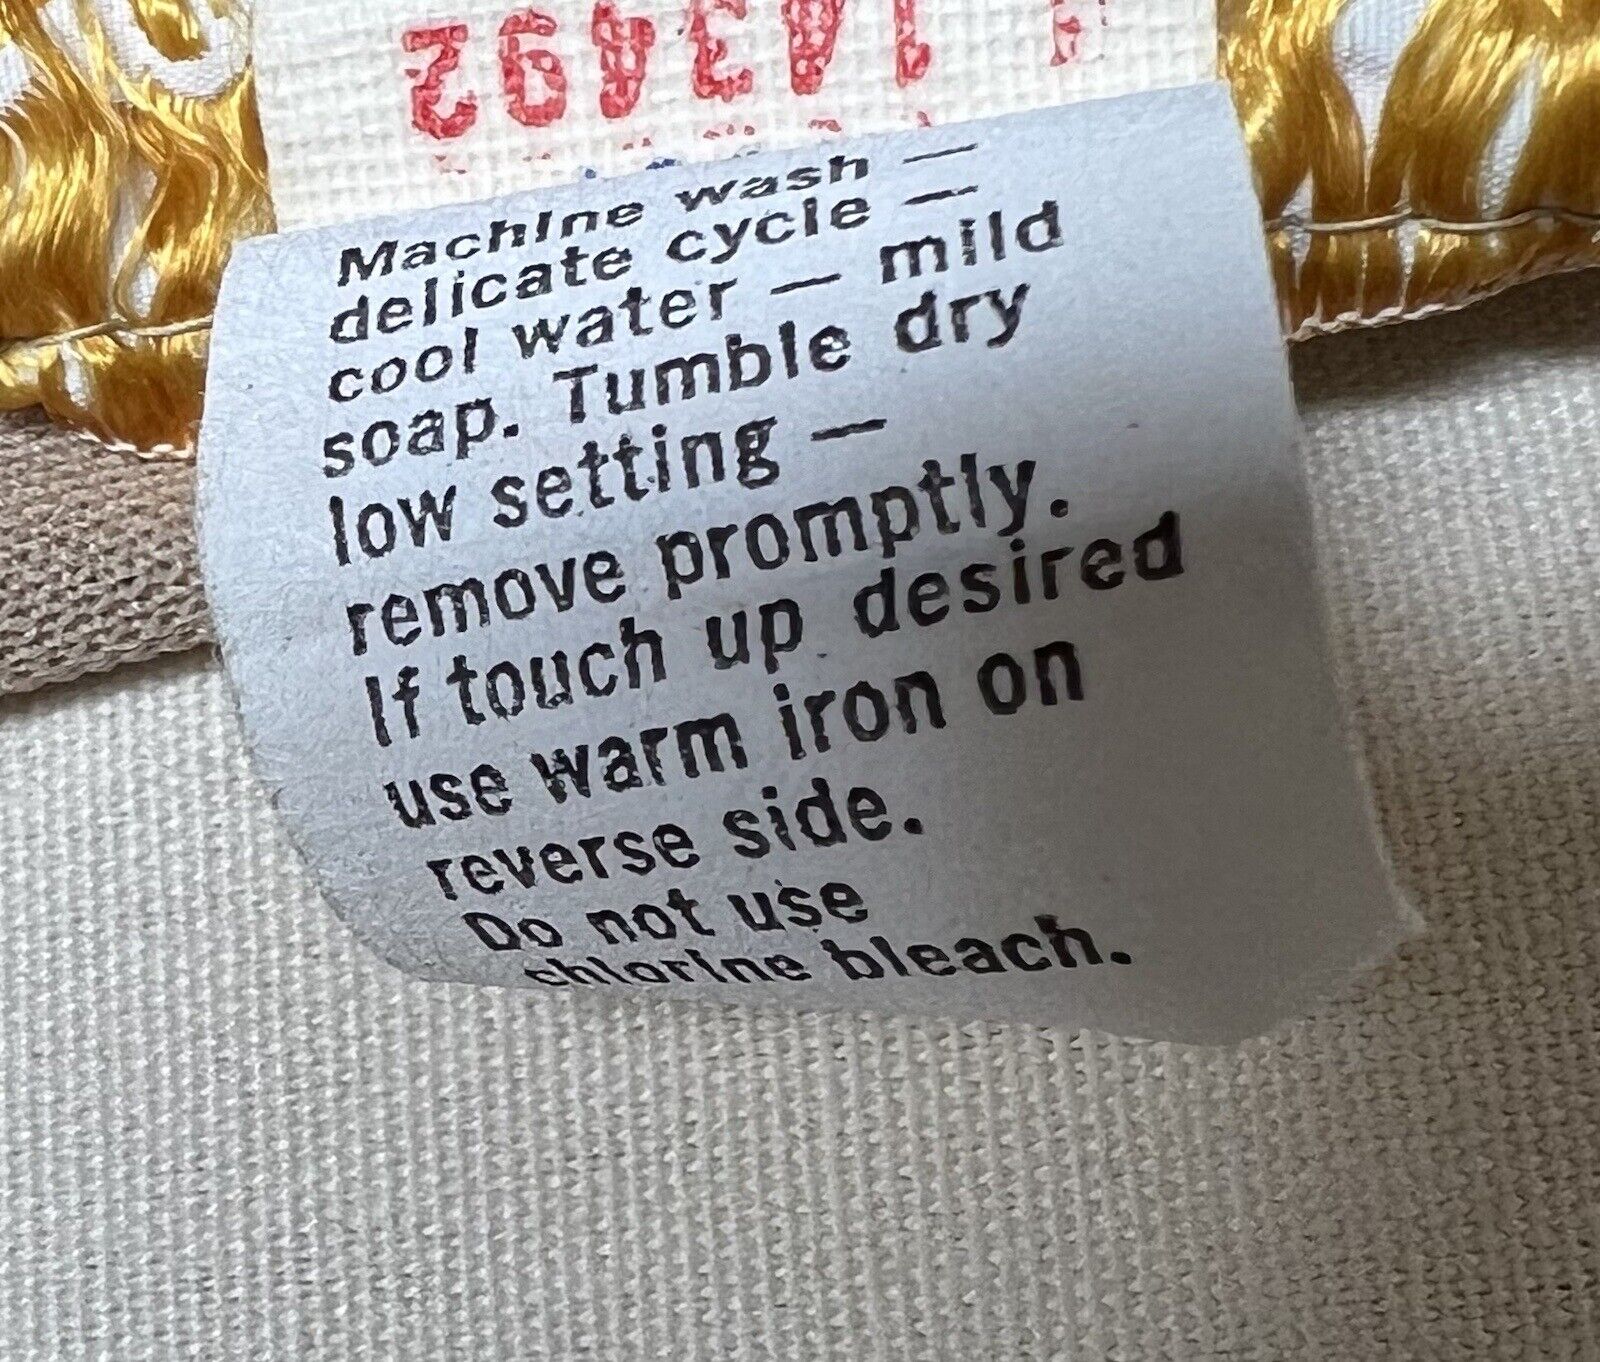 143492
Machine wash —
delicate cycle —
cool water — mild
soap. Tumble dry
low setting —
remove promptly.
If touch up desired
use warm iron on
reverse side.
Do not use
chlorine bleach.